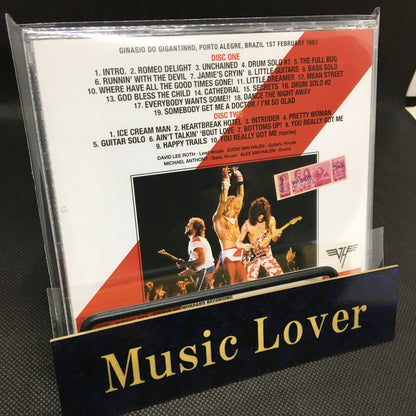 GINASIO DO GIGANTINHO, PORTO ALEGRE, BRAZIL 1ST FEBRUARY 1983
DISC ONE
1. INTRO. 2. ROMEO DELIGHT 3. UNCHAINED 4. DRUM SOLO #1 5. THE FULL BUG
6. RUNNIN' WITH THE DEVIL 7. JAMIE'S CRYIN' 8. LITTLE GUITARS 9. BASS SOLO
10. WHERE HAVE ALL THE GOOD TIMES GONE! 11. LITTLE DREAMER 12. MEAN STREET
13. GOD BLESS THE CHILD 14. CATHEDRAL 15. SECRETS 16. DRUM SOLO #2
17. EVERYBODY WANTS SOME!! 18. DANCE THE NIGHT AWAY
19. SOMEBODY GET ME A DOCTOR / I'M SO GLAD
DISC TWO
1. ICE CREAM MAN 2. HEARTBREAK HOTEL 3. INTRUDER 4. PRETTY WOMAN
5. GUITAR SOLO 6. AIN'T TALKIN' 'BOUT LOVE 7. BOTTOMS UP! 8. YOU REALLY GOT ME
9. HAPPY TRAILS 10. YOU REALLY GOT ME (reprise)
DAVID LEE ROTH - Lead Vocals EDDIE VAN HALEN - Guitars, Vocals
MICHAEL ANTHONY - Bass, Vocals ALEX VAN HALEN - Drums
VH
RECORDING
Music Lover